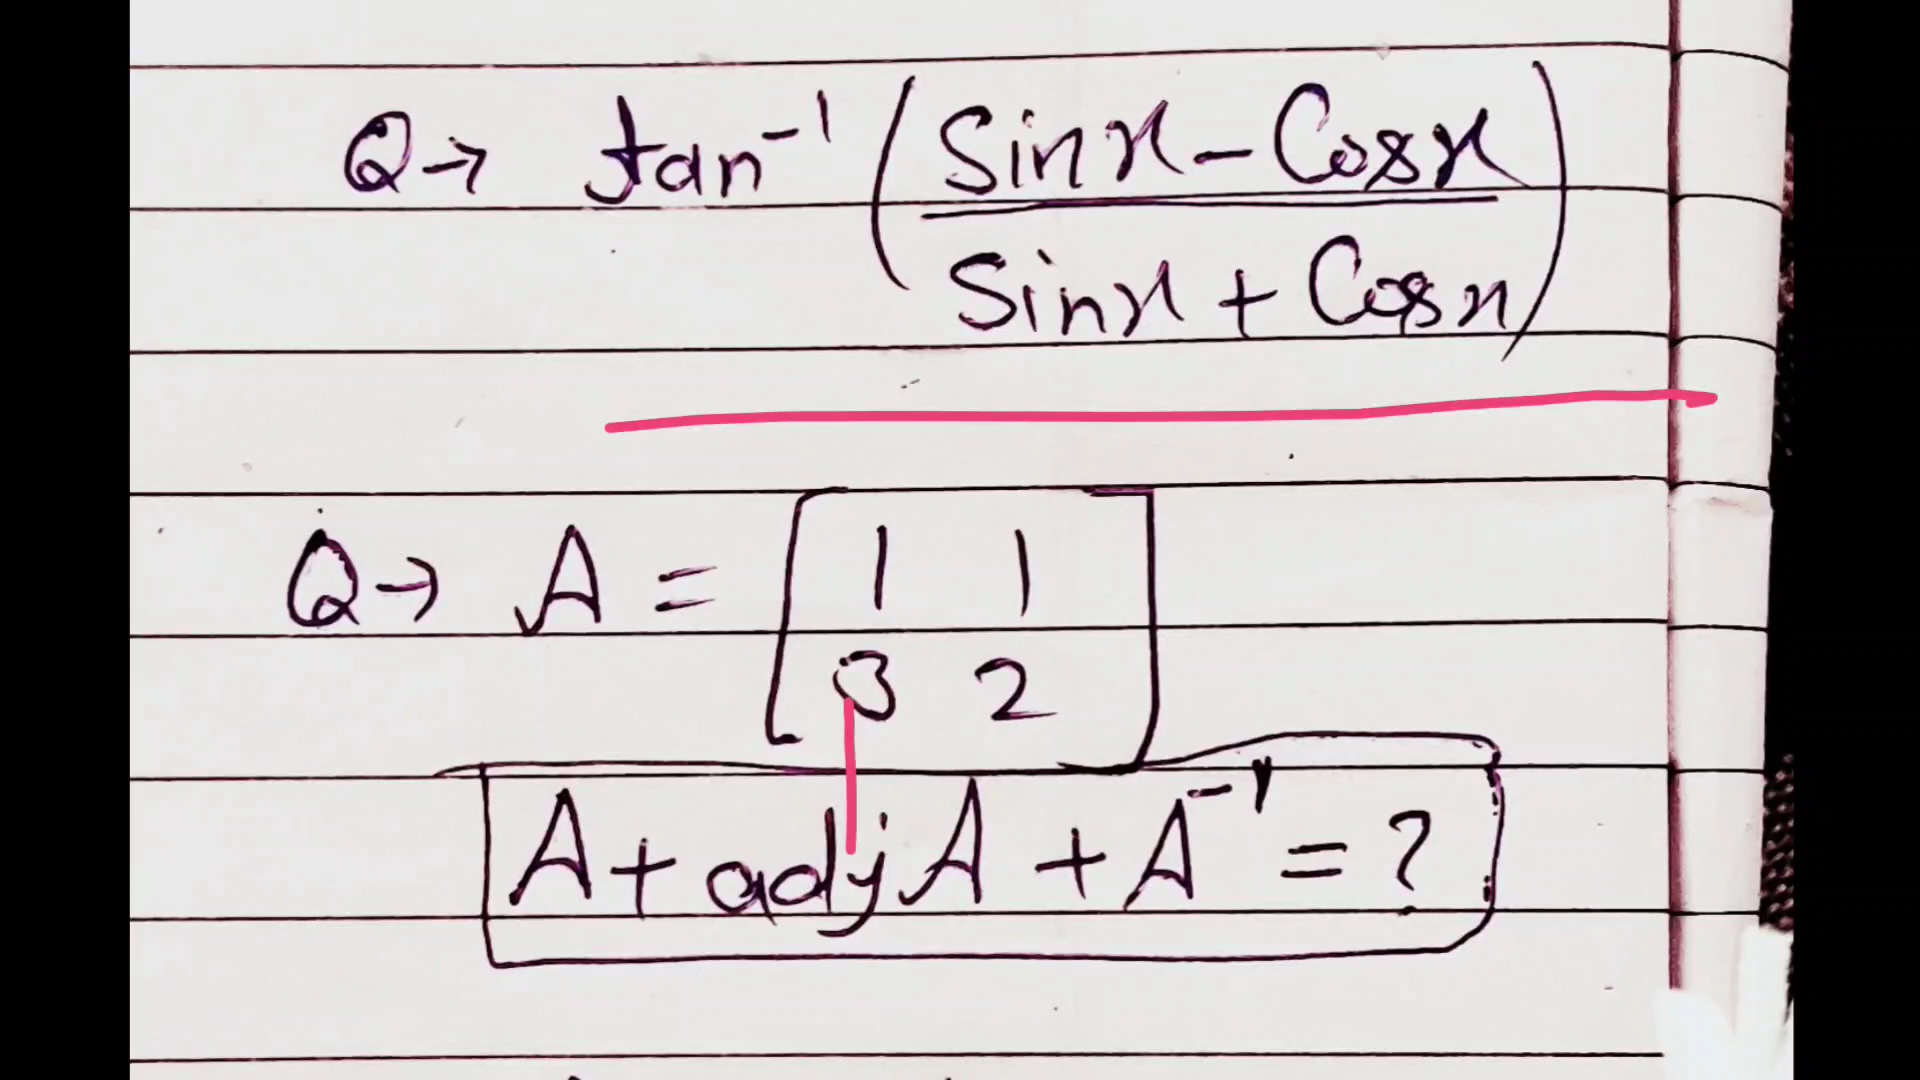 Q→ tan⁻¹ (Sinx - Cosx / Sinx + Cosx)
Q→ A = [1 1
3 2]
A + adj A + A⁻¹ = ?